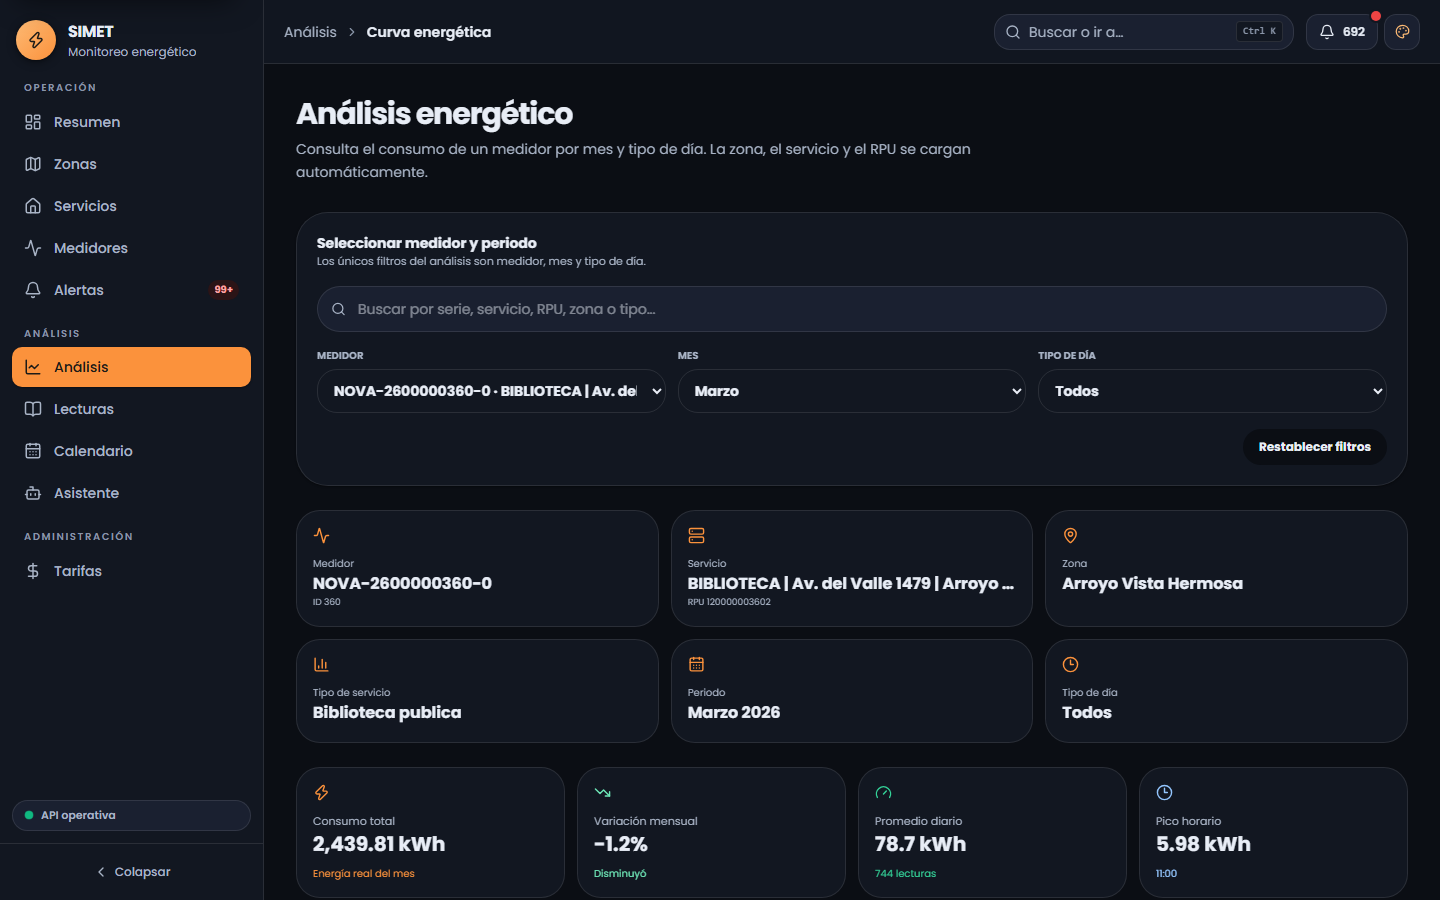 SIMET
Monitoreo energético
OPERACIÓN
Resumen
Zonas
Servicios
Medidores
Alertas
99+
ANÁLISIS
Análisis
Lecturas
Calendario
Asistente
ADMINISTRACIÓN
Tarifas
API operativa
Colapsar
Análisis > Curva energética
Buscar o ir a...
Ctrl K
692
Análisis energético
Consulta el consumo de un medidor por mes y tipo de día. La zona, el servicio y el RPU se cargan
automáticamente.
Seleccionar medidor y periodo
Los únicos filtros del análisis son medidor, mes y tipo de día.
Buscar por serie, servicio, RPU, zona o tipo...
MEDIDOR
NOVA-2600000360-0 · BIBLIOTECA | Av. de
MES
Marzo
TIPO DE DÍA
Todos
Restablecer filtros
Medidor
NOVA-2600000360-0
ID 360
Servicio
BIBLIOTECA | Av. del Valle 1479 | Arroyo ...
RPU 120000003602
Zona
Arroyo Vista Hermosa
Tipo de servicio
Biblioteca publica
Periodo
Marzo 2026
Tipo de día
Todos
Consumo total
2,439.81 kWh
Energía real del mes
Variación mensual
-1.2%
Disminuyó
Promedio diario
78.7 kWh
744 lecturas
Pico horario
5.98 kWh
11:00